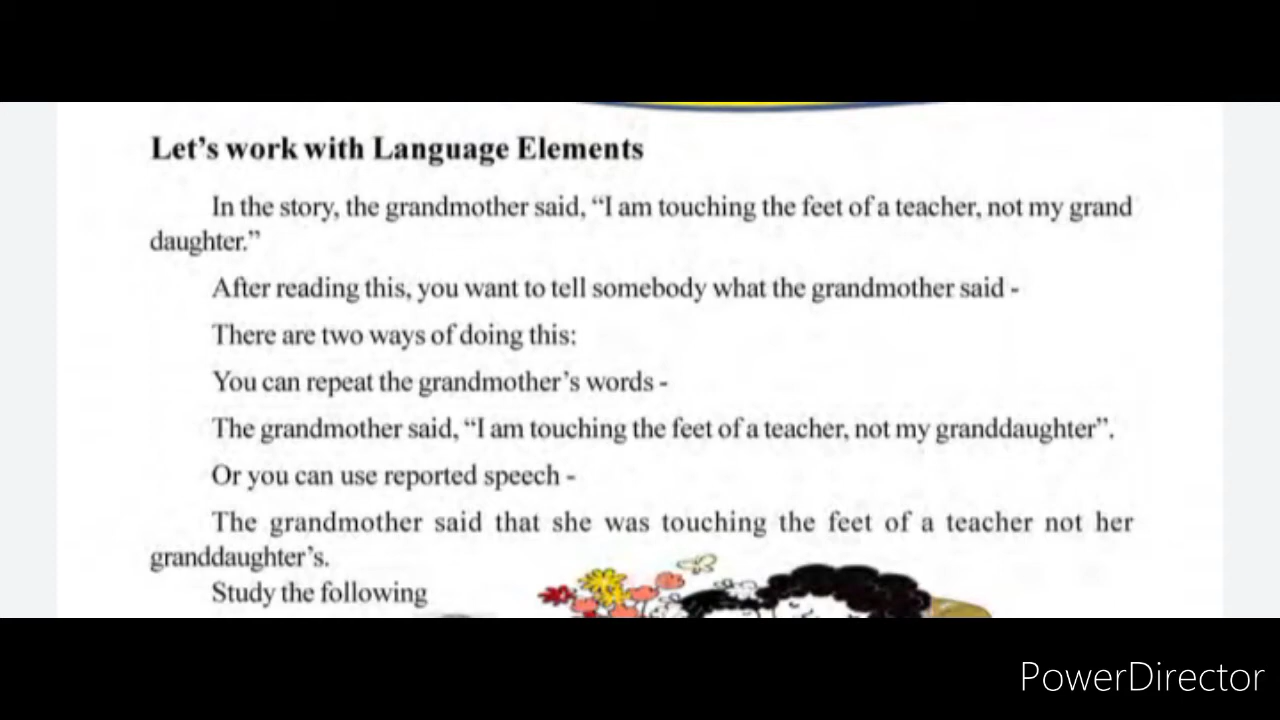 Let's work with Language Elements
In the story, the grandmother said, “I am touching the feet of a teacher, not my grand
daughter.”
After reading this, you want to tell somebody what the grandmother said -
There are two ways of doing this:
You can repeat the grandmother’s words -
The grandmother said, “I am touching the feet of a teacher, not my granddaughter”.
Or you can use reported speech -
The grandmother said that she was touching the feet of a teacher not her
granddaughter’s.
Study the following
PowerDirector